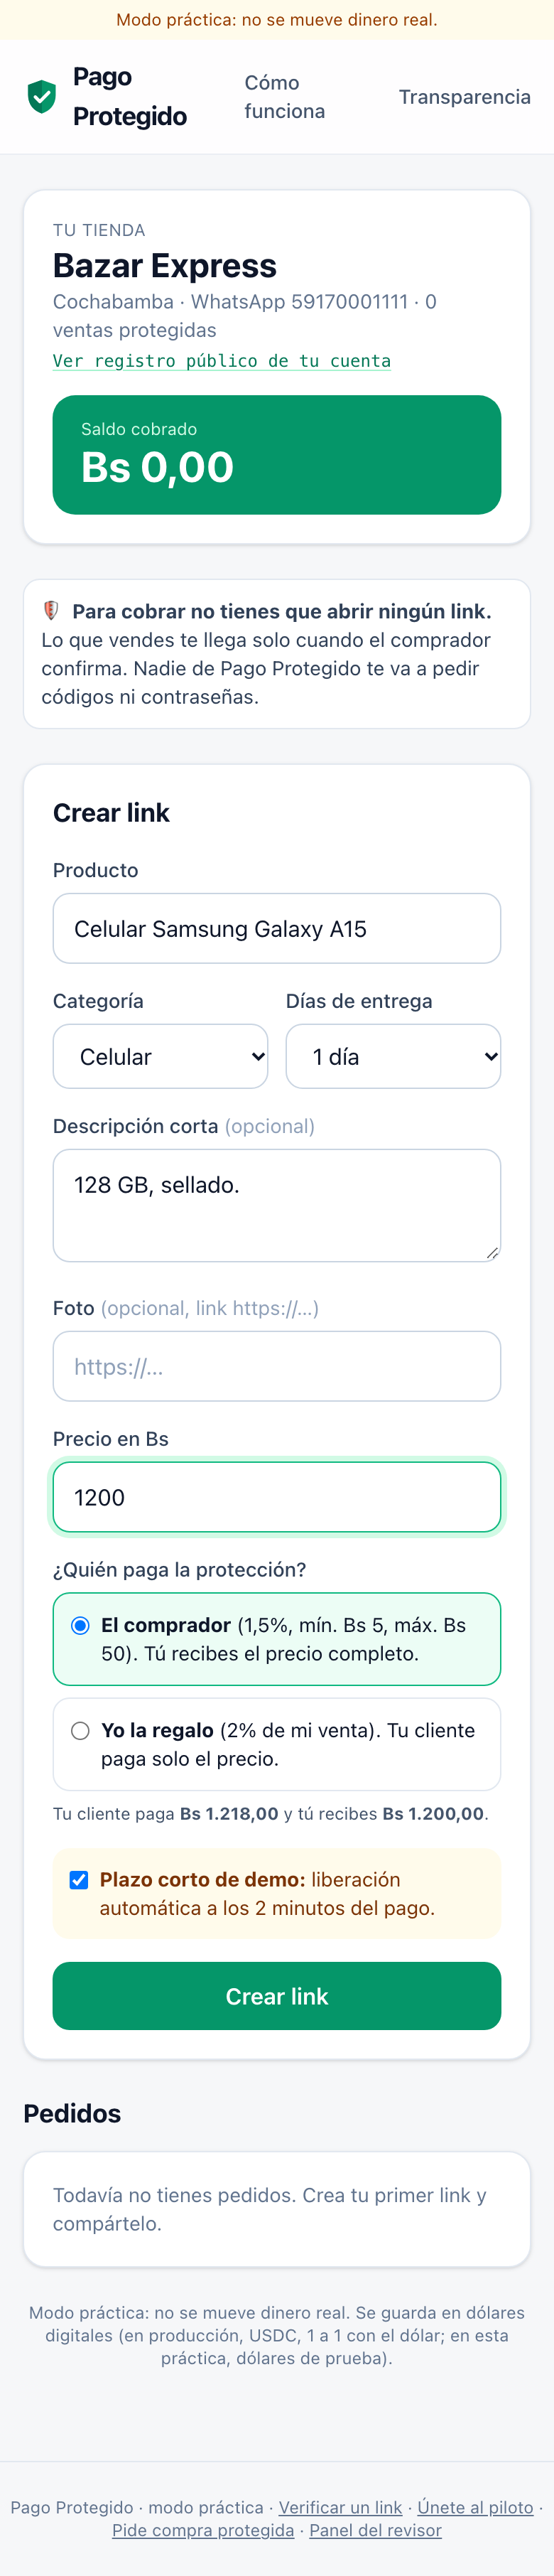 Modo práctica: no se mueve dinero real.
Pago
Protegido
Cómo
funciona
Transparencia
TU TIENDA
Bazar Express
Cochabamba · WhatsApp 59170001111 · 0
ventas protegidas
Ver registro público de tu cuenta
Saldo cobrado
Bs 0,00
Para cobrar no tienes que abrir ningún link.
Lo que vendes te llega solo cuando el comprador
confirma. Nadie de Pago Protegido te va a pedir
códigos ni contraseñas.
Crear link
Producto
Celular Samsung Galaxy A15
Categoría
Días de entrega
Celular
1 día
Descripción corta (opcional)
128 GB, sellado.
Foto (opcional, link https://...)
https://...
Precio en Bs
1200
¿Quién paga la protección?
El comprador (1,5%, mín. Bs 5, máx. Bs
50). Tú recibes el precio completo.
Yo la regalo (2% de mi venta). Tu cliente
paga solo el precio.
Tu cliente paga Bs 1.218,00 y tú recibes Bs 1.200,00.
Plazo corto de demo: liberación
automática a los 2 minutos del pago.
Crear link
Pedidos
Todavía no tienes pedidos. Crea tu primer link y
compártelo.
Modo práctica: no se mueve dinero real. Se guarda en dólares
digitales (en producción, USDC, 1 a 1 con el dólar; en esta
práctica, dólares de prueba).
Pago Protegido · modo práctica · Verificar un link · Únete al piloto ·
Pide compra protegida · Panel del revisor